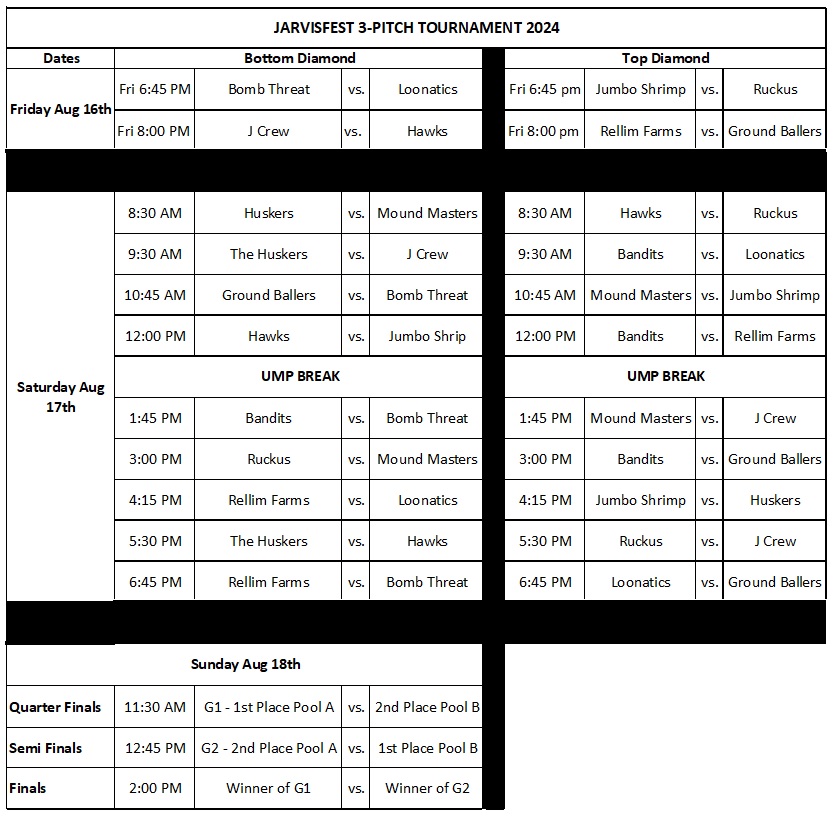 JARVISFEST 3-PITCH TOURNAMENT 2024
Dates Bottom Diamond Top Diamond
Friday Aug 16th
Fri 6:45 PM Bomb Threat vs. Loonatics Fri 6:45 pm Jumbo Shrimp vs. Ruckus
Fri 8:00 PM J Crew vs. Hawks Fri 8:00 pm Rellim Farms vs. Ground Ballers
Saturday Aug
17th
8:30 AM Huskers vs. Mound Masters 8:30 AM Hawks vs. Ruckus
9:30 AM The Huskers vs. J Crew 9:30 AM Bandits vs. Loonatics
10:45 AM Ground Ballers vs. Bomb Threat 10:45 AM Mound Masters vs. Jumbo Shrimp
12:00 PM Hawks vs. Jumbo Shrip 12:00 PM Bandits vs. Rellim Farms
UMP BREAK UMP BREAK
1:45 PM Bandits vs. Bomb Threat 1:45 PM Mound Masters vs. J Crew
3:00 PM Ruckus vs. Mound Masters 3:00 PM Bandits vs. Ground Ballers
4:15 PM Rellim Farms vs. Loonatics 4:15 PM Jumbo Shrimp vs. Huskers
5:30 PM The Huskers vs. Hawks 5:30 PM Ruckus vs. J Crew
6:45 PM Rellim Farms vs. Bomb Threat 6:45 PM Loonatics vs. Ground Ballers
Sunday Aug 18th
Quarter Finals 11:30 AM G1 - 1st Place Pool A vs. 2nd Place Pool B
Semi Finals 12:45 PM G2 - 2nd Place Pool A vs. 1st Place Pool B
Finals 2:00 PM Winner of G1 vs. Winner of G2